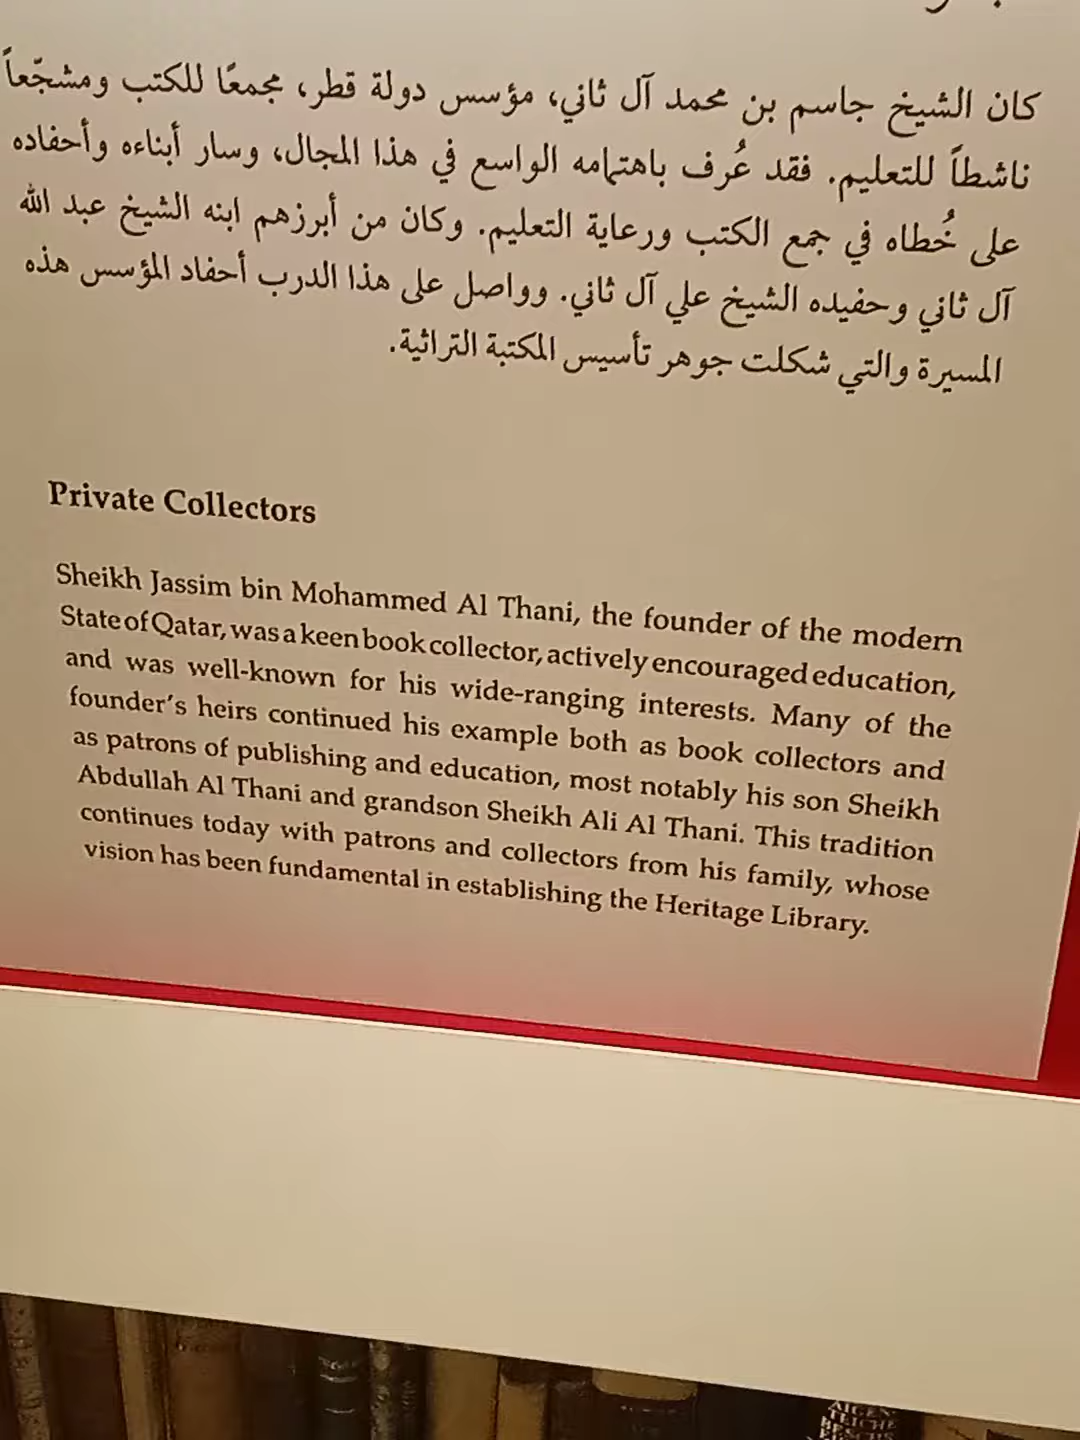 كان الشيخ جاسم بن محمد آل ثاني، مؤسس دولة قطر، مجمعًا للكتب ومشجّعاً
ناشطاً للتعليم. فقد عُرف باهتمامه الواسع في هذا المجال، وسار أبناءه وأحفاده
على خُطاه في جمع الكتب ورعاية التعليم. وكان من أبرزهم ابنه الشيخ عبد الله
آل ثاني وحفيده الشيخ علي آل ثاني. وواصل على هذا الدرب أحفاد المؤسس هذه
المسيرة والتي شكلت جوهر تأسيس المكتبة التراثية.
Private Collectors
Sheikh Jassim bin Mohammed Al Thani, the founder of the modern
State of Qatar, was a keen book collector, actively encouraged education,
and was well-known for his wide-ranging interests. Many of the
founder's heirs continued his example both as book collectors and
as patrons of publishing and education, most notably his son Sheikh
Abdullah Al Thani and grandson Sheikh Ali Al Thani. This tradition
continues today with patrons and collectors from his family, whose
vision has been fundamental in establishing the Heritage Library.